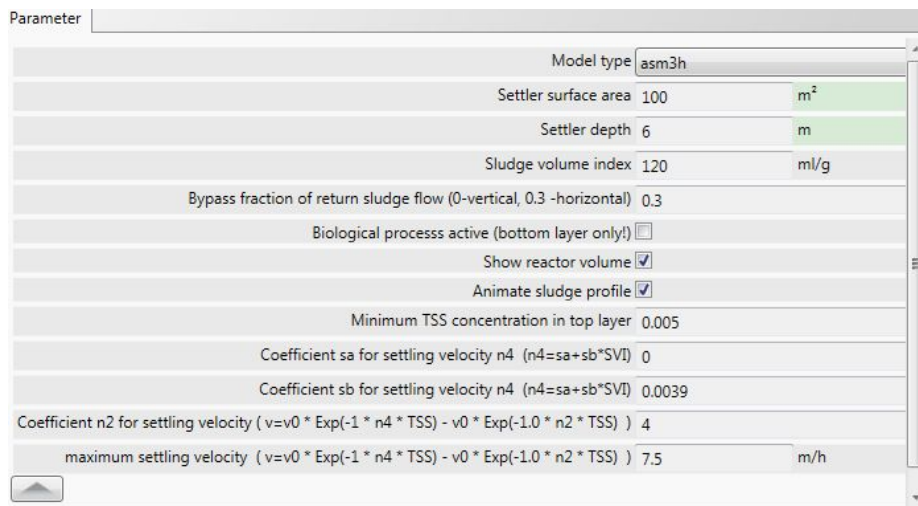 Parameter
Model type asm3h
Settler surface area 100 m²
Settler depth 6 m
Sludge volume index 120 ml/g
Bypass fraction of return sludge flow (0-vertical, 0.3 -horizontal) 0.3
Biological processs active (bottom layer only!)
Show reactor volume
Animate sludge profile
Minimum TSS concentration in top layer 0.005
Coefficient sa for settling velocity n4 (n4=sa+sb*SVI) 0
Coefficient sb for settling velocity n4 (n4=sa+sb*SVI) 0.0039
Coefficient n2 for settling velocity ( v=v0 * Exp(-1 * n4 * TSS) - v0 * Exp(-1.0 * n2 * TSS) ) 4
maximum settling velocity ( v=v0 * Exp(-1 * n4 * TSS) - v0 * Exp(-1.0 * n2 * TSS) ) 7.5 m/h